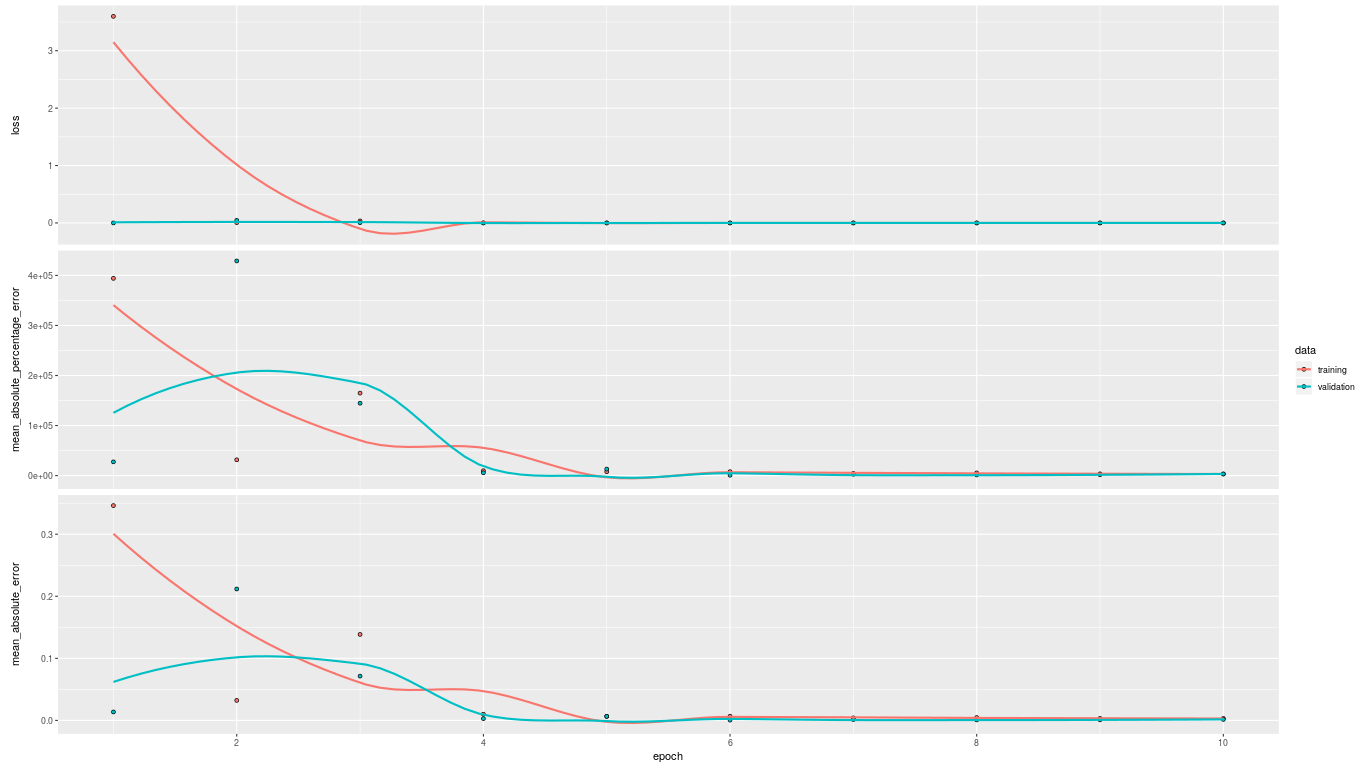 loss
3
2
1
0
mean_absolute_percentage_error
4e+05
3e+05
2e+05
1e+05
0e+00
mean_absolute_error
0.3
0.2
0.1
0.0
2 4 6 8 10
epoch
data
training
validation